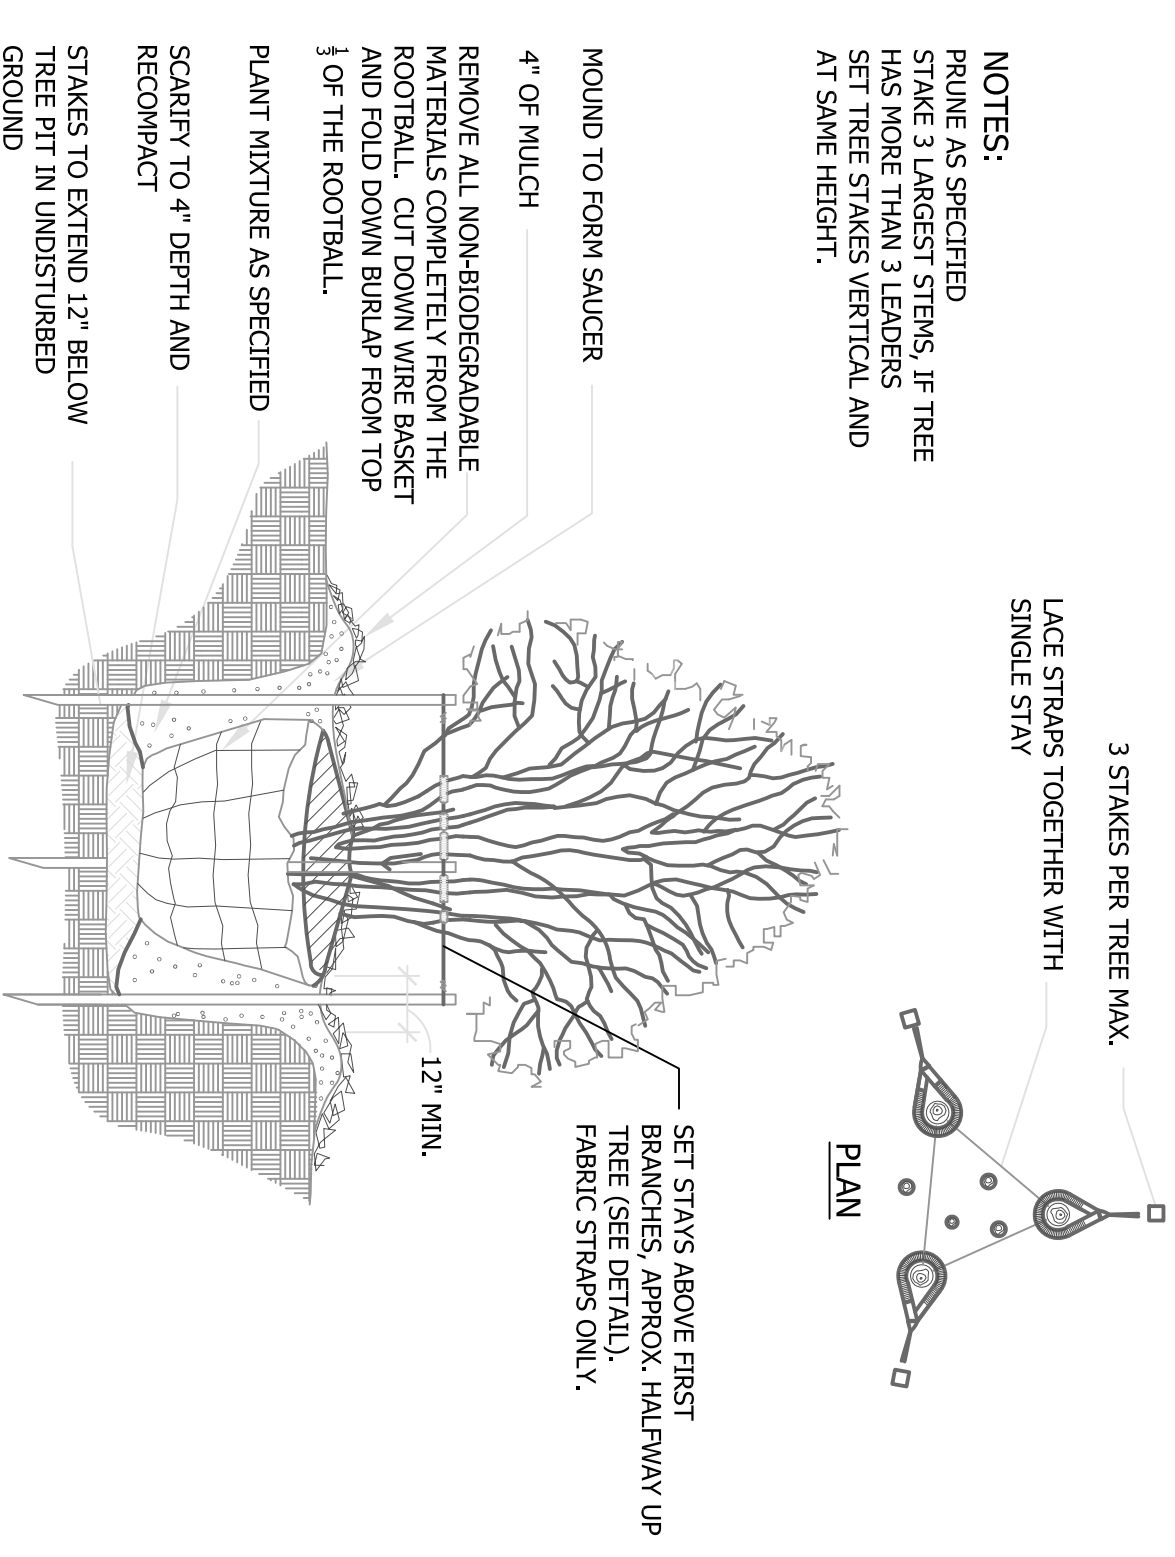 3 STAKES PER TREE MAX.
LACE STRAPS TOGETHER WITH
SINGLE STAY
NOTES:
PRUNE AS SPECIFIED
STAKE 3 LARGEST STEMS, IF TREE
HAS MORE THAN 3 LEADERS
SET TREE STAKES VERTICAL AND
AT SAME HEIGHT.
PLAN
SET STAYS ABOVE FIRST
BRANCHES, APPROX. HALFWAY UP
TREE (SEE DETAIL).
FABRIC STRAPS ONLY.
MOUND TO FORM SAUCER
4" OF MULCH
REMOVE ALL NON-BIODEGRADABLE
MATERIALS COMPLETELY FROM THE
ROOTBALL. CUT DOWN WIRE BASKET
AND FOLD DOWN BURLAP FROM TOP
1/3 OF THE ROOTBALL.
12" MIN.
PLANT MIXTURE AS SPECIFIED
SCARIFY TO 4" DEPTH AND
RECOMPACT
STAKES TO EXTEND 12" BELOW
TREE PIT IN UNDISTURBED
GROUND